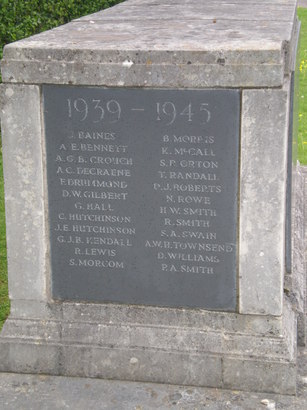 1939 - 1945
J. BAINES
A.E. BENNETT
A.G.B. CROUCH
A.C. DECRAENE
F. DRUMMOND
D.W. GILBERT
G. HALL
C. HUTCHINSON
J.E. HUTCHINSON
G.J.B. KENDALL
R. LEWIS
S. MORCOM
B. MORRIS
K. McCALL
S.F. ORTON
T. RANDALL
P.J. ROBERTS
N. ROWE
H.W. SMITH
R. SMITH
S.A. SWAIN
A.W.H. TOWNSEND
D. WILLIAMS
P.A. SMITH